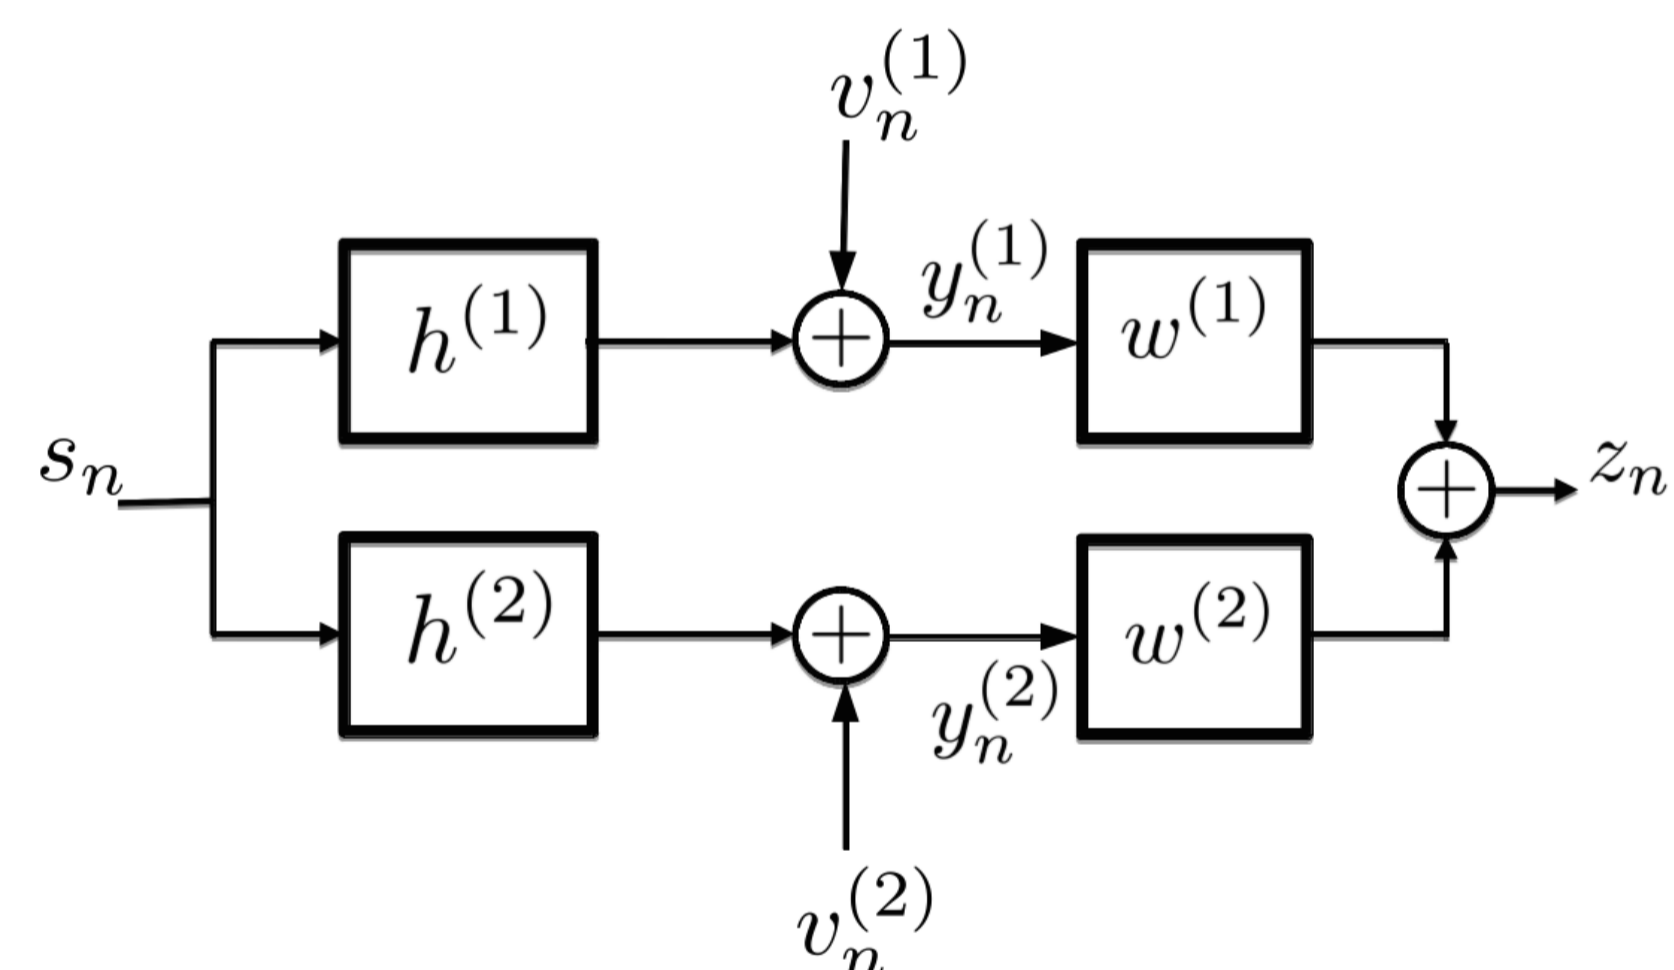 v_n^{(1)}
h^{(1)}
+
y_n^{(1)}
w^{(1)}
s_n
+
z_n
h^{(2)}
+
y_n^{(2)}
w^{(2)}
v_n^{(2)}